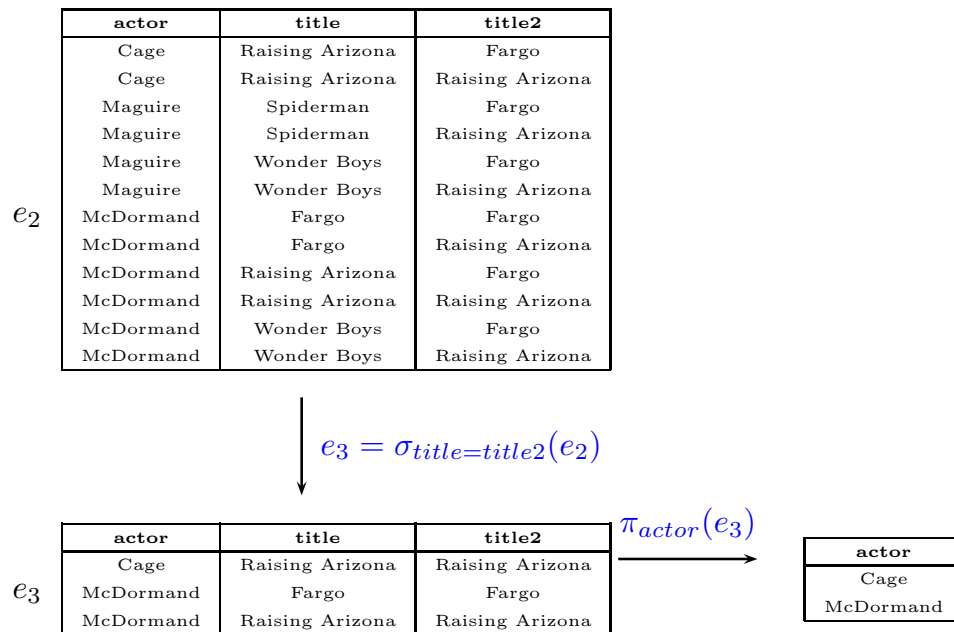 actor title title2
Cage Raising Arizona Fargo
Cage Raising Arizona Raising Arizona
Maguire Spiderman Fargo
Maguire Spiderman Raising Arizona
Maguire Wonder Boys Fargo
Maguire Wonder Boys Raising Arizona
e₂
McDormand Fargo Fargo
McDormand Fargo Raising Arizona
McDormand Raising Arizona Fargo
McDormand Raising Arizona Raising Arizona
McDormand Wonder Boys Fargo
McDormand Wonder Boys Raising Arizona
e₃ = σ_{title=title2}(e₂)
actor title title2
Cage Raising Arizona Raising Arizona
e₃
McDormand Fargo Fargo
McDormand Raising Arizona Raising Arizona
π_{actor}(e₃)
actor
Cage
McDormand